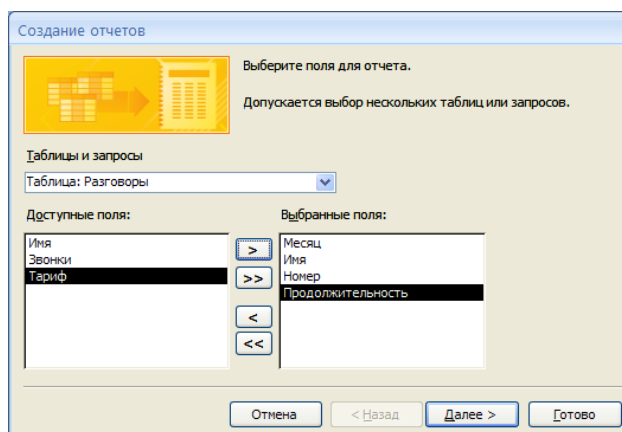 Создание отчетов
Выберите поля для отчета.
Допускается выбор нескольких таблиц или запросов.
Таблицы и запросы
Таблица: Разговоры
Доступные поля:
Выбранные поля:
Имя
Звонки
Тариф
>
>>
<
<<
Месяц
Имя
Номер
Продолжительность
Отмена
< Назад
Далее >
Готово